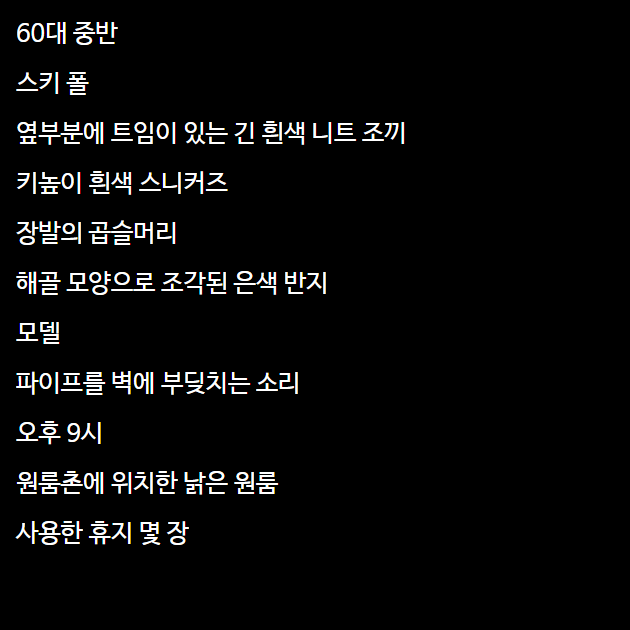 60대 중반
스키 폴
옆부분에 트임이 있는 긴 흰색 니트 조끼
키높이 흰색 스니커즈
장발의 곱슬머리
해골 모양으로 조각된 은색 반지
모델
파이프를 벽에 부딪치는 소리
오후 9시
원룸촌에 위치한 낡은 원룸
사용한 휴지 몇 장